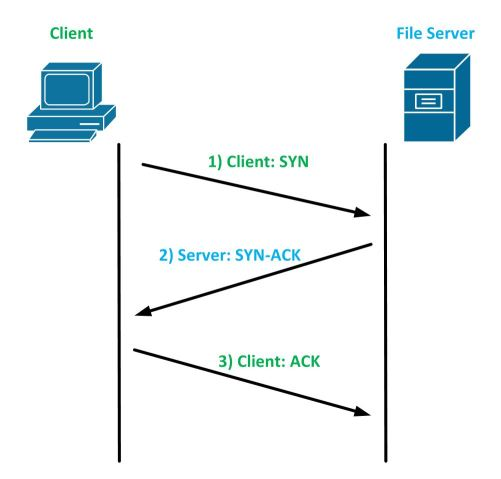 Client
File Server
1) Client: SYN
2) Server: SYN-ACK
3) Client: ACK